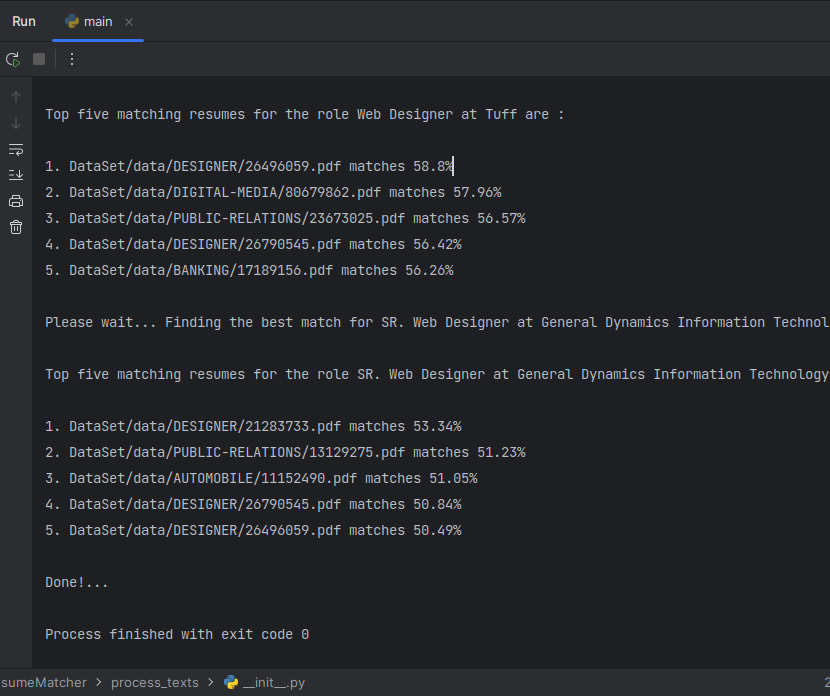 Run main
Top five matching resumes for the role Web Designer at Tuff are :
1. DataSet/data/DESIGNER/26496059.pdf matches 58.8%
2. DataSet/data/DIGITAL-MEDIA/80679862.pdf matches 57.96%
3. DataSet/data/PUBLIC-RELATIONS/23673025.pdf matches 56.57%
4. DataSet/data/DESIGNER/26790545.pdf matches 56.42%
5. DataSet/data/BANKING/17189156.pdf matches 56.26%
Please wait... Finding the best match for SR. Web Designer at General Dynamics Information Technol
Top five matching resumes for the role SR. Web Designer at General Dynamics Information Technology
1. DataSet/data/DESIGNER/21283733.pdf matches 53.34%
2. DataSet/data/PUBLIC-RELATIONS/13129275.pdf matches 51.23%
3. DataSet/data/AUTOMOBILE/11152490.pdf matches 51.05%
4. DataSet/data/DESIGNER/26790545.pdf matches 50.84%
5. DataSet/data/DESIGNER/26496059.pdf matches 50.49%
Done!...
Process finished with exit code 0
sumeMatcher > process_texts > __init__.py